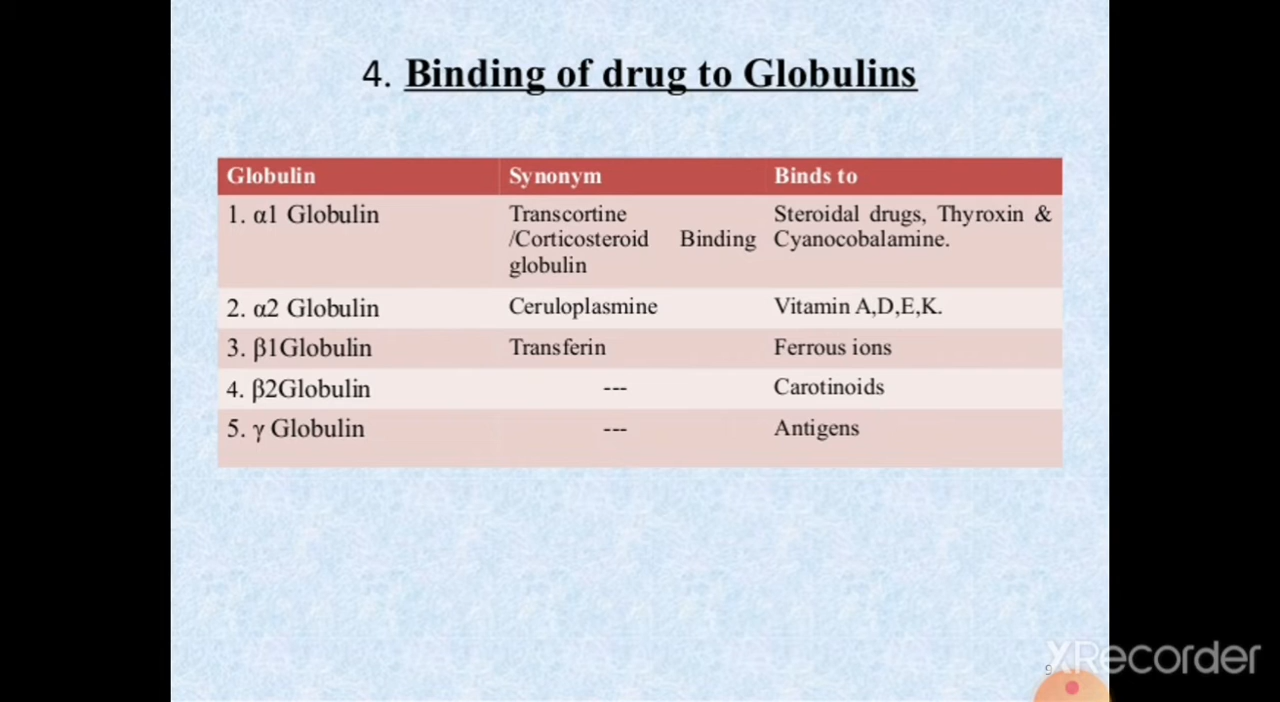 4. Binding of drug to Globulins
Globulin Synonym Binds to
1. α1 Globulin Transcortine Steroidal drugs, Thyroxin &
/Corticosteroid Binding Cyanocobalamine.
globulin
2. α2 Globulin Ceruloplasmine Vitamin A,D,E,K.
3. β1Globulin Transferin Ferrous ions
4. β2Globulin --- Carotinoids
5. γ Globulin --- Antigens
XRecorder
9